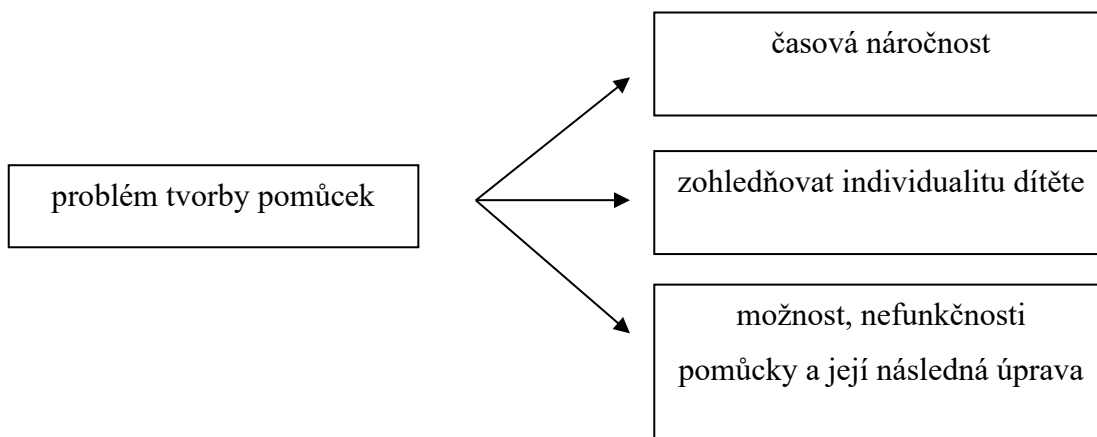 časová náročnost
problém tvorby pomůcek
zohledňovat individualitu dítěte
možnost, nefunkčnosti
pomůcky a její následná úprava